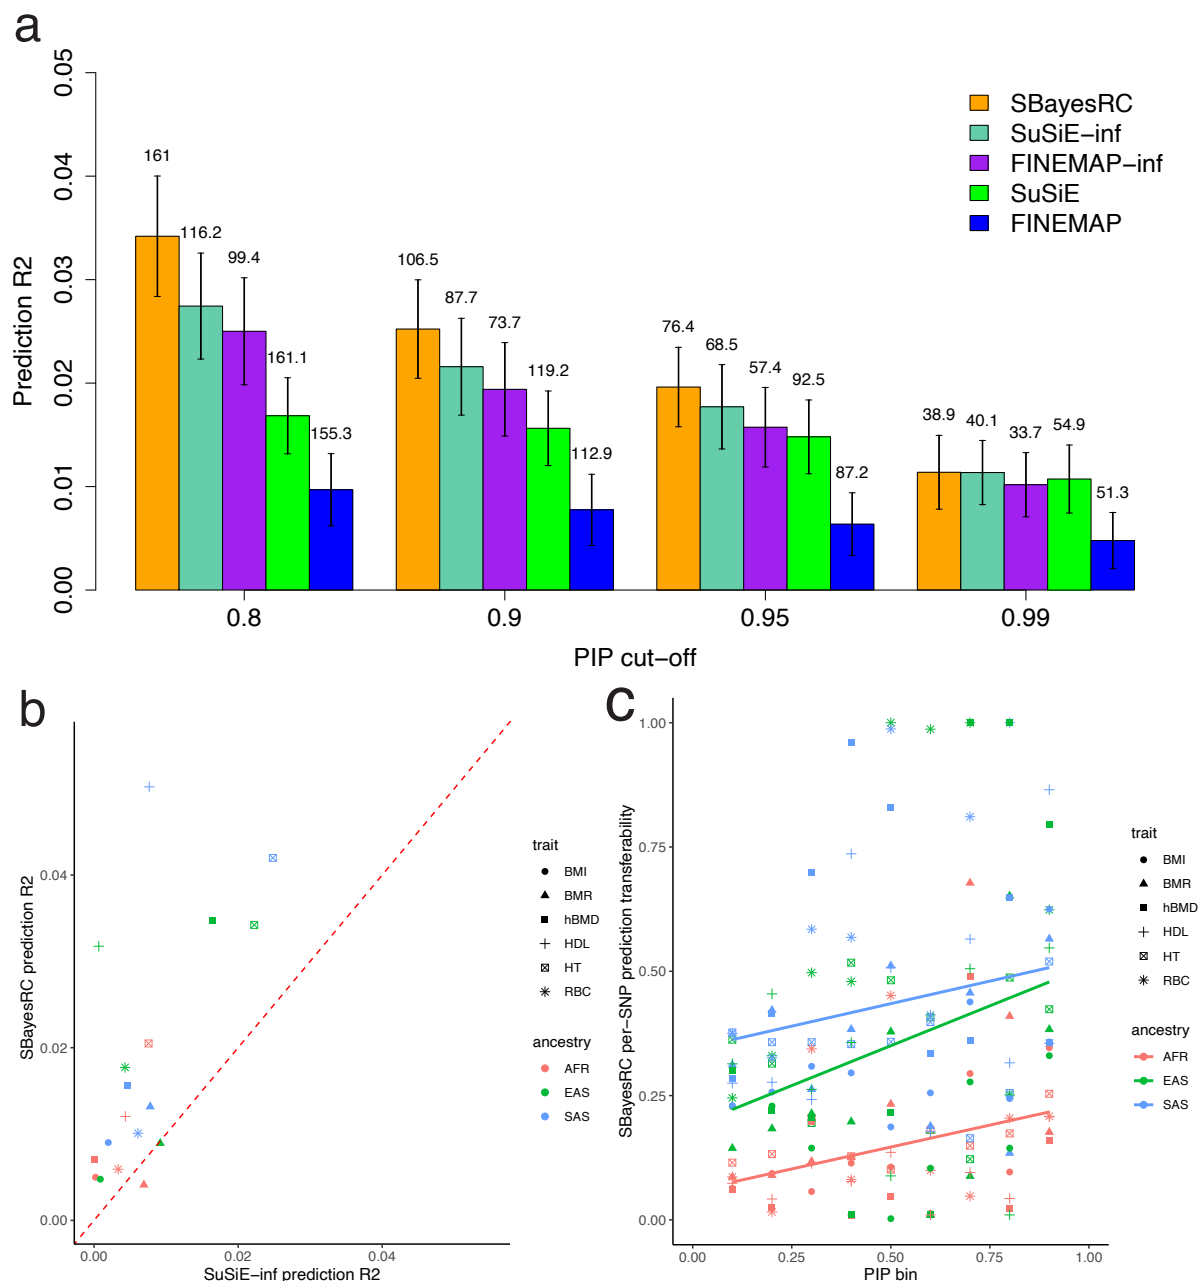 a
Prediction R2
0.05
0.04
0.03
0.02
0.01
0.00
161
116.2
99.4
161.1
155.3
106.5
87.7
73.7
119.2
112.9
76.4
68.5
57.4
92.5
87.2
38.9
40.1
33.7
54.9
51.3
SBayesRC
SuSiE−inf
FINEMAP−inf
SuSiE
FINEMAP
0.8
0.9
0.95
0.99
PIP cut−off
b
SBayesRC prediction R2
0.04
0.02
0.00
0.00
0.02
0.04
SuSiE−inf prediction R2
trait
BMI
BMR
hBMD
HDL
HT
RBC
ancestry
AFR
EAS
SAS
c
SBayesRC per−SNP prediction transferability
1.00
0.75
0.50
0.25
0.00
0.00
0.25
0.50
0.75
1.00
PIP bin
trait
BMI
BMR
hBMD
HDL
HT
RBC
ancestry
AFR
EAS
SAS